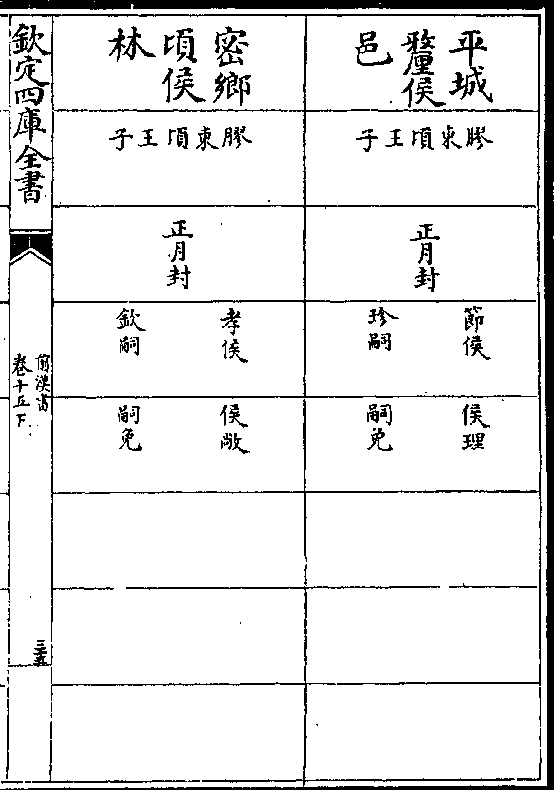 平城
釐侯
邑
膠東頃王子
正月封
節侯
珍嗣
侯理
嗣免
密鄉
頃侯
林
膠東頃王子
正月封
孝侯
欽嗣
侯敞
嗣免
欽定四庫全書
前漢書
卷十五下
三五